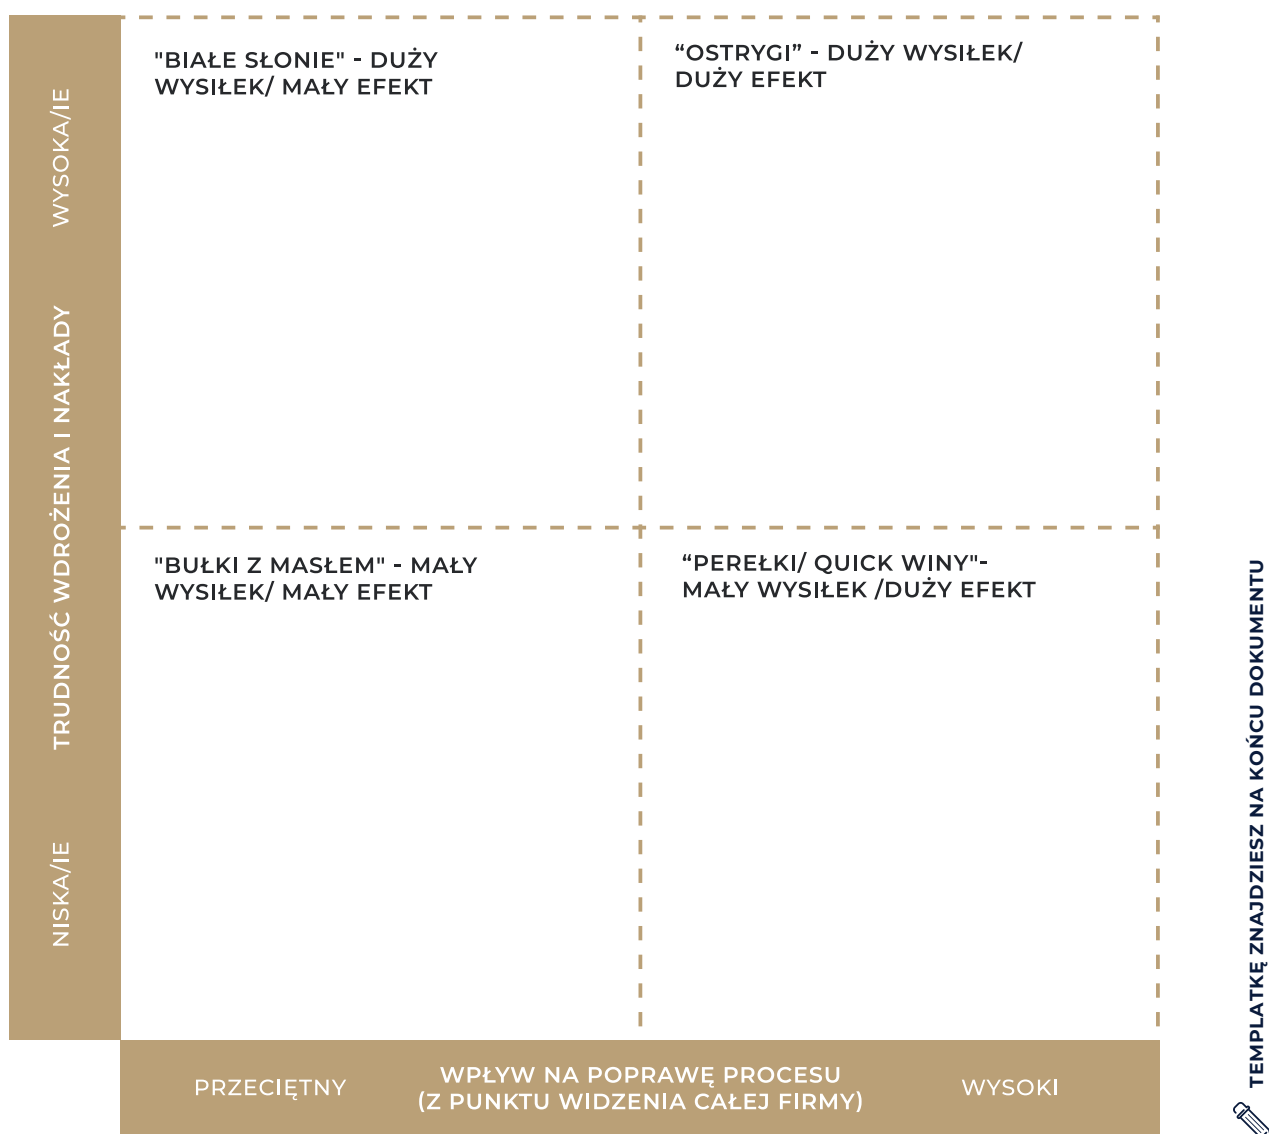 "BIAŁE SŁONIE" - DUŻY
WYSIŁEK/ MAŁY EFEKT
“OSTRYGI” - DUŻY WYSIŁEK/
DUŻY EFEKT
WYSOKA/IE
TRUDNOŚĆ WDROŻENIA I NAKŁADY
NISKA/IE
"BUŁKI Z MASŁEM" - MAŁY
WYSIŁEK/ MAŁY EFEKT
“PEREŁKI/ QUICK WINY"-
MAŁY WYSIŁEK /DUŻY EFEKT
PRZECIĘTNY
WPŁYW NA POPRAWĘ PROCESU
(Z PUNKTU WIDZENIA CAŁEJ FIRMY)
WYSOKI
TEMPLATKĘ ZNAJDZIESZ NA KOŃCU DOKUMENTU